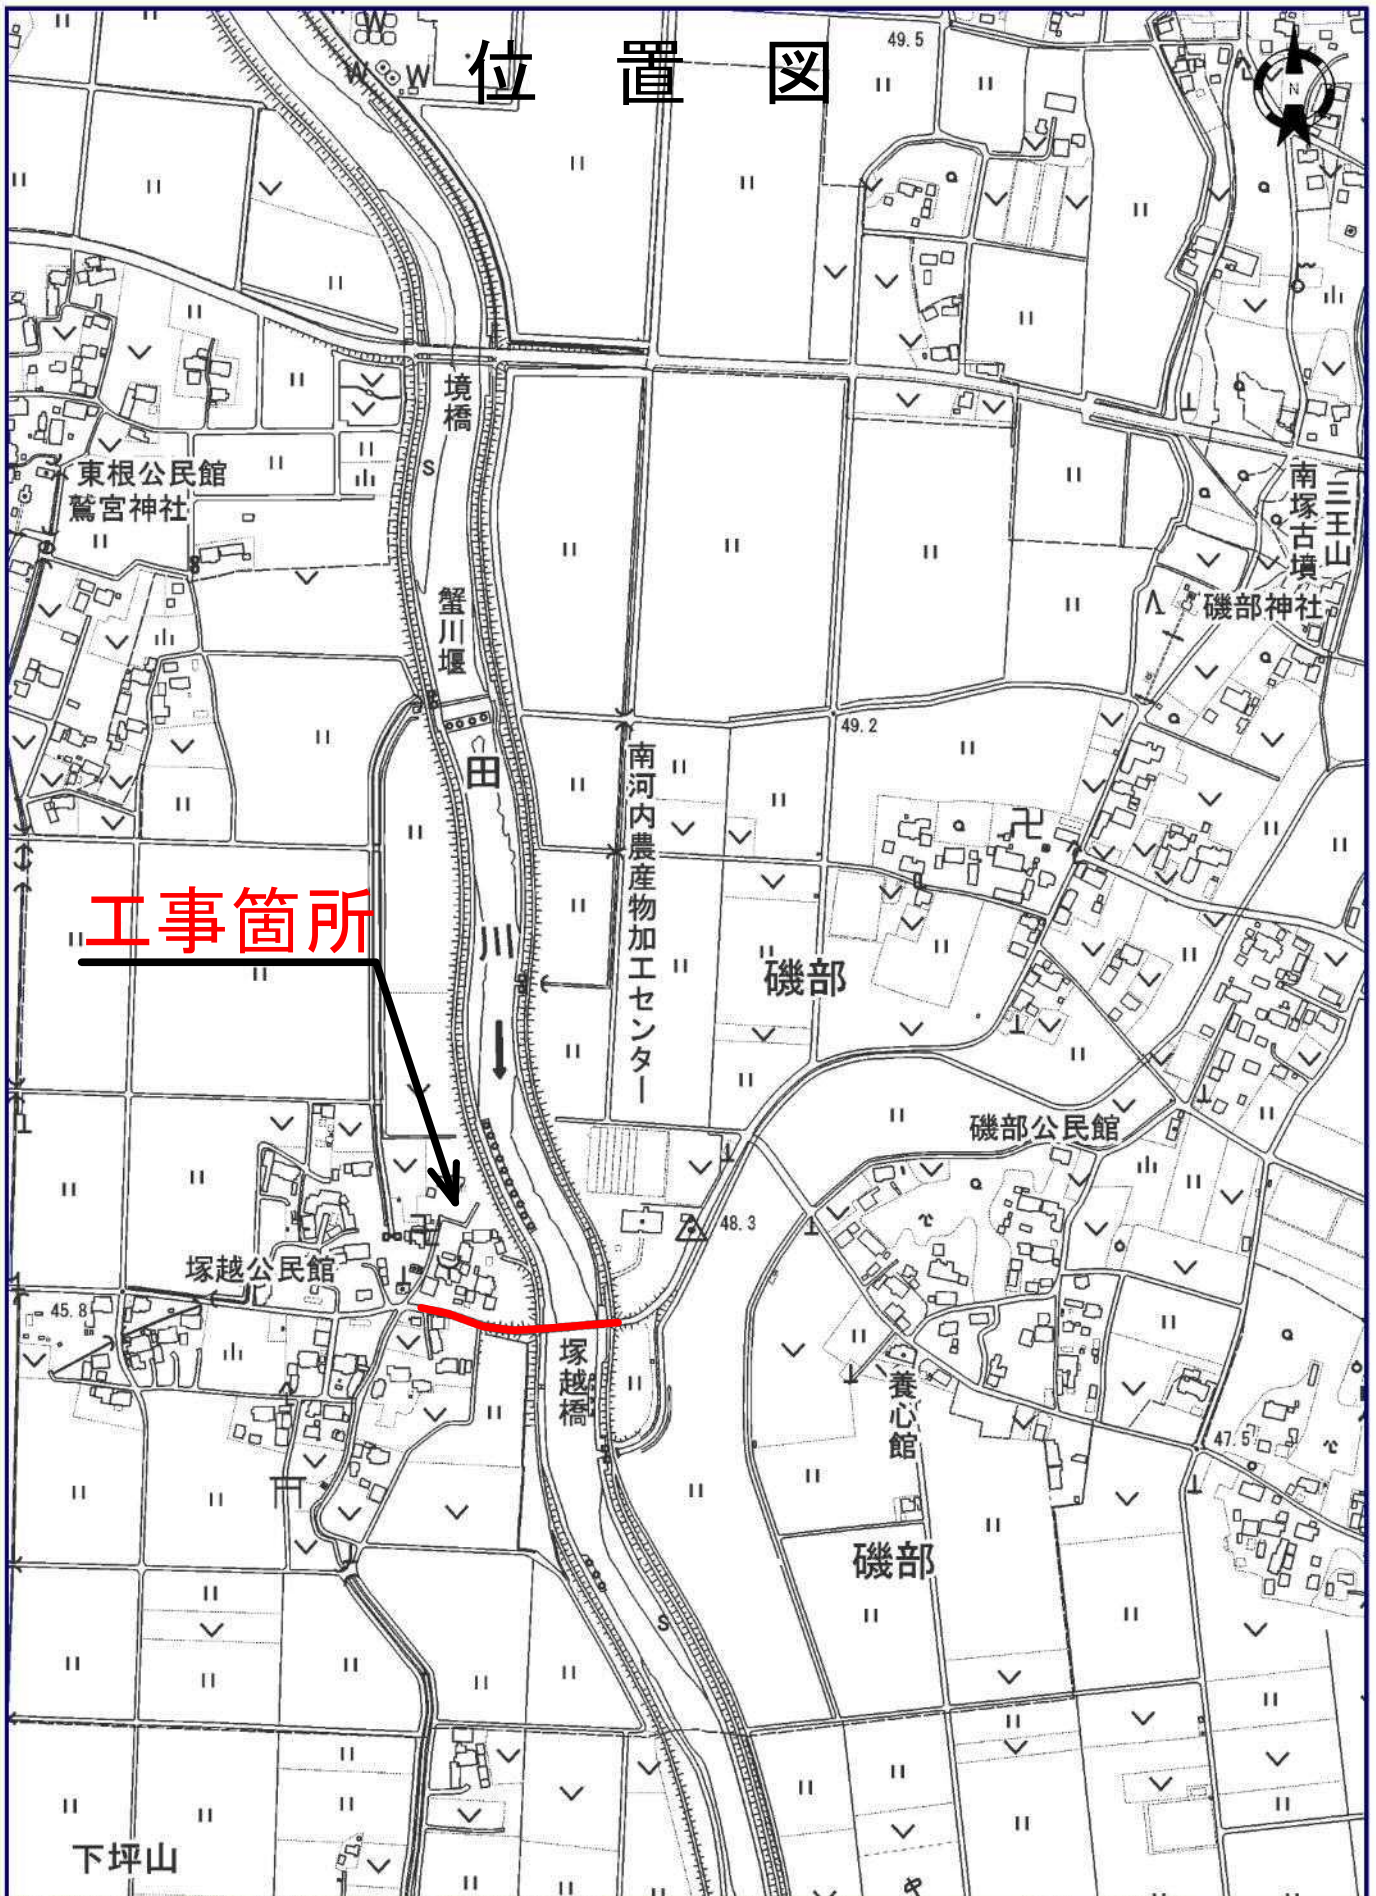 位置図
49.5
W
W
W
N
境橋
S
東根公民館
鷲宮神社
三王山
南塚古墳
磯部神社
蟹川堰
49.2
田
川
南河内農産物加工センター
工事箇所
磯部
磯部公民館
48.3
塚越公民館
45.8
塚越橋
養心館
47.5
磯部
S
下坪山